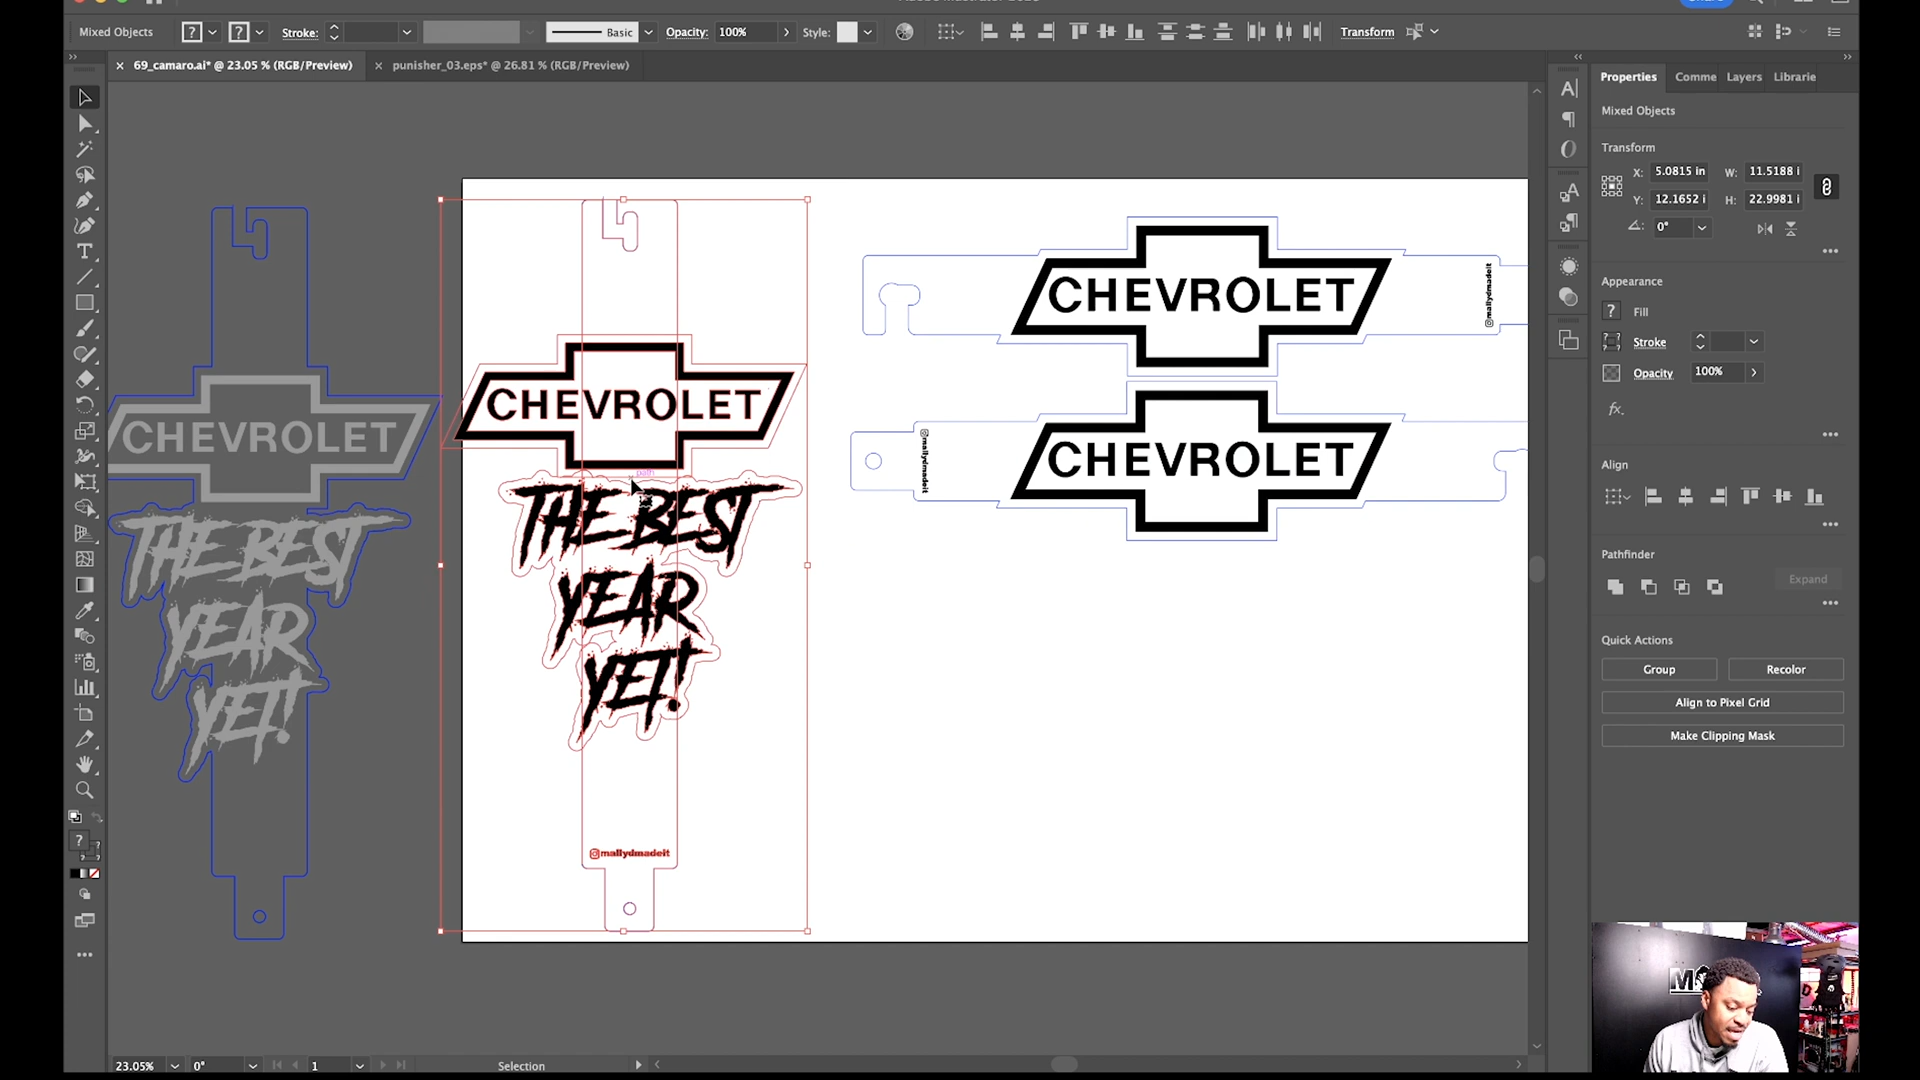 Mixed Objects
?
?
Stroke:
Basic
Opacity:
100%
Style:
Transform
69_camaro.ai* @ 23.05 % (RGB/Preview)
punisher_03.eps* @ 26.81 % (RGB/Preview)
Properties
Comme
Layers
Librarie
Mixed Objects
Transform
X:
5.0815 in
W:
11.5188 i
Y:
12.1652 i
H:
22.9981 i
0°
Appearance
?
Fill
Stroke
Opacity
100%
fx.
Align
Pathfinder
Expand
Quick Actions
Group
Recolor
Align to Pixel Grid
Make Clipping Mask
CHEVROLET
THE BEST
YEAR
YET!
CHEVROLET
path
THE BEST
YEAR
YET!
@mallydmadeit
CHEVROLET
@mallydmadeit
CHEVROLET
@mallydmadeit
23.05%
0°
1
Selection